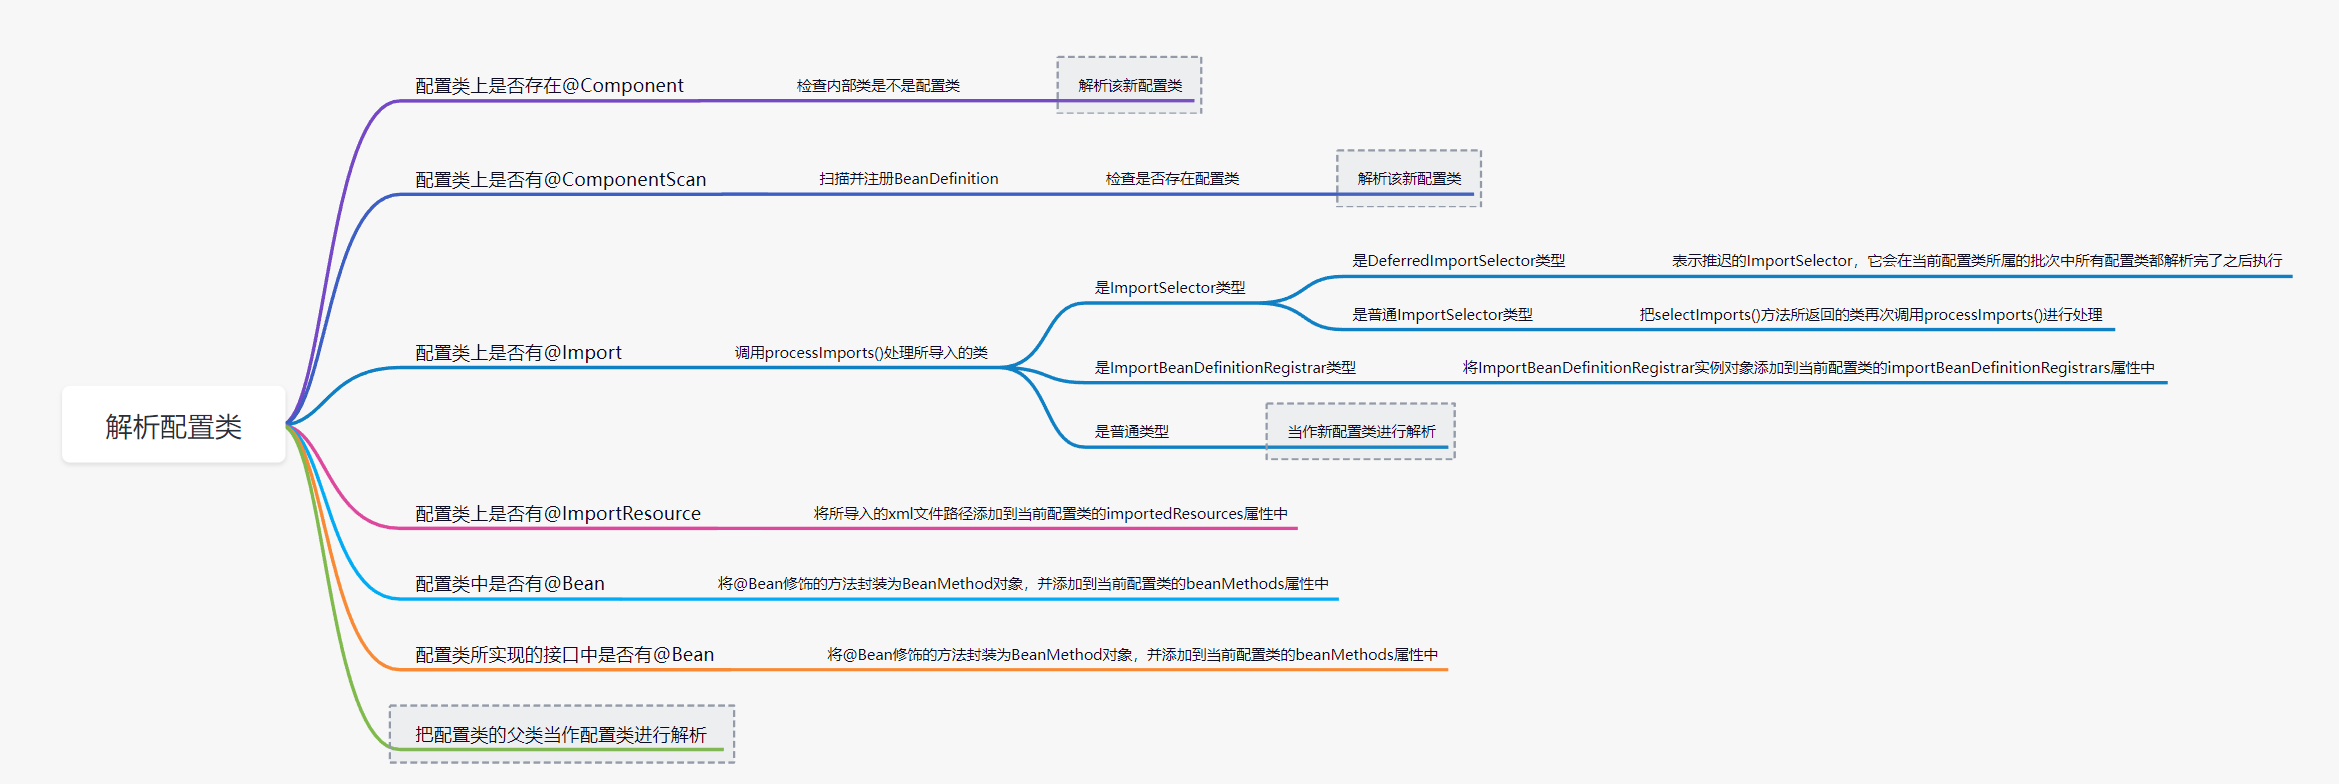 解析配置类
配置类上是否存在@Component
检查内部类是不是配置类
解析该新配置类
配置类上是否有@ComponentScan
扫描并注册BeanDefinition
检查是否存在配置类
解析该新配置类
配置类上是否有@Import
调用processImports()处理所导入的类
是ImportSelector类型
是DeferredImportSelector类型
表示推迟的ImportSelector，它会在当前配置类所属的批次中所有配置类都解析完了之后执行
是普通ImportSelector类型
把selectImports()方法所返回的类再次调用processImports()进行处理
是ImportBeanDefinitionRegistrar类型
将ImportBeanDefinitionRegistrar实例对象添加到当前配置类的importBeanDefinitionRegistrars属性中
是普通类型
当作新配置类进行解析
配置类上是否有@ImportResource
将所导入的xml文件路径添加到当前配置类的importedResources属性中
配置类中是否有@Bean
将@Bean修饰的方法封装为BeanMethod对象，并添加到当前配置类的beanMethods属性中
配置类所实现的接口中是否有@Bean
将@Bean修饰的方法封装为BeanMethod对象，并添加到当前配置类的beanMethods属性中
把配置类的父类当作配置类进行解析